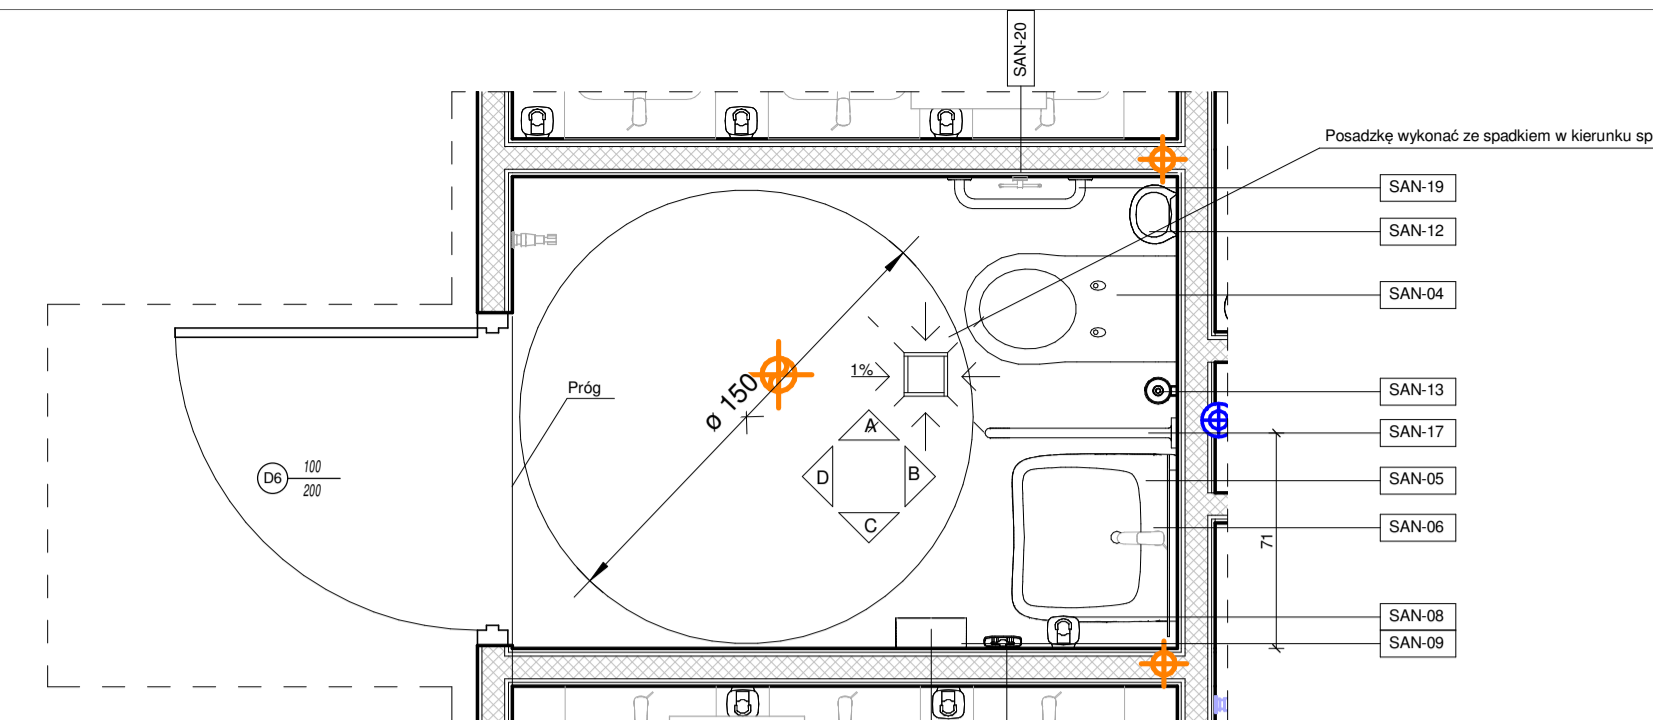 SAN-20
Posadzkę wykonać ze spadkiem w kierunku sp
SAN-19
SAN-12
SAN-04
1%
ø 150
Próg
SAN-13
A
SAN-17
D6
100
200
D
B
SAN-05
C
SAN-06
71
SAN-08
SAN-09